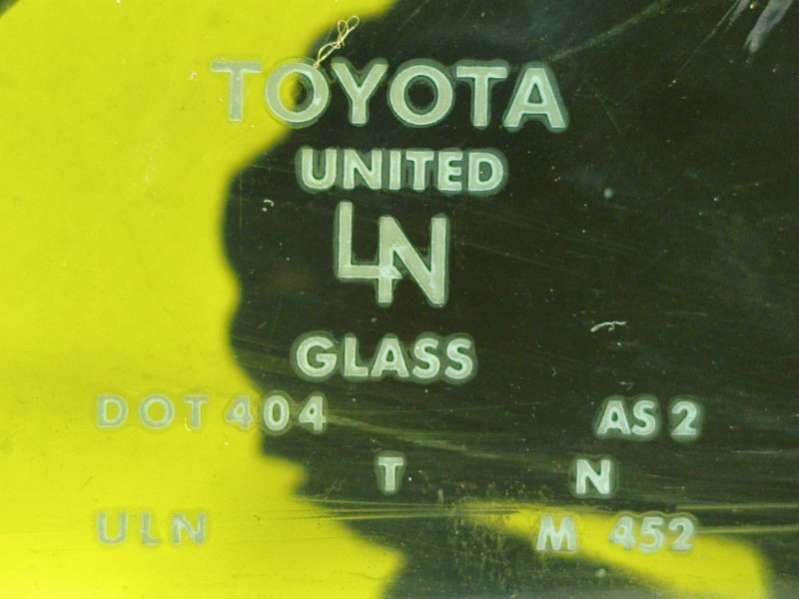 TOYOTA
UNITED
LN
GLASS
DOT 404 AS 2
T N
ULN M 452